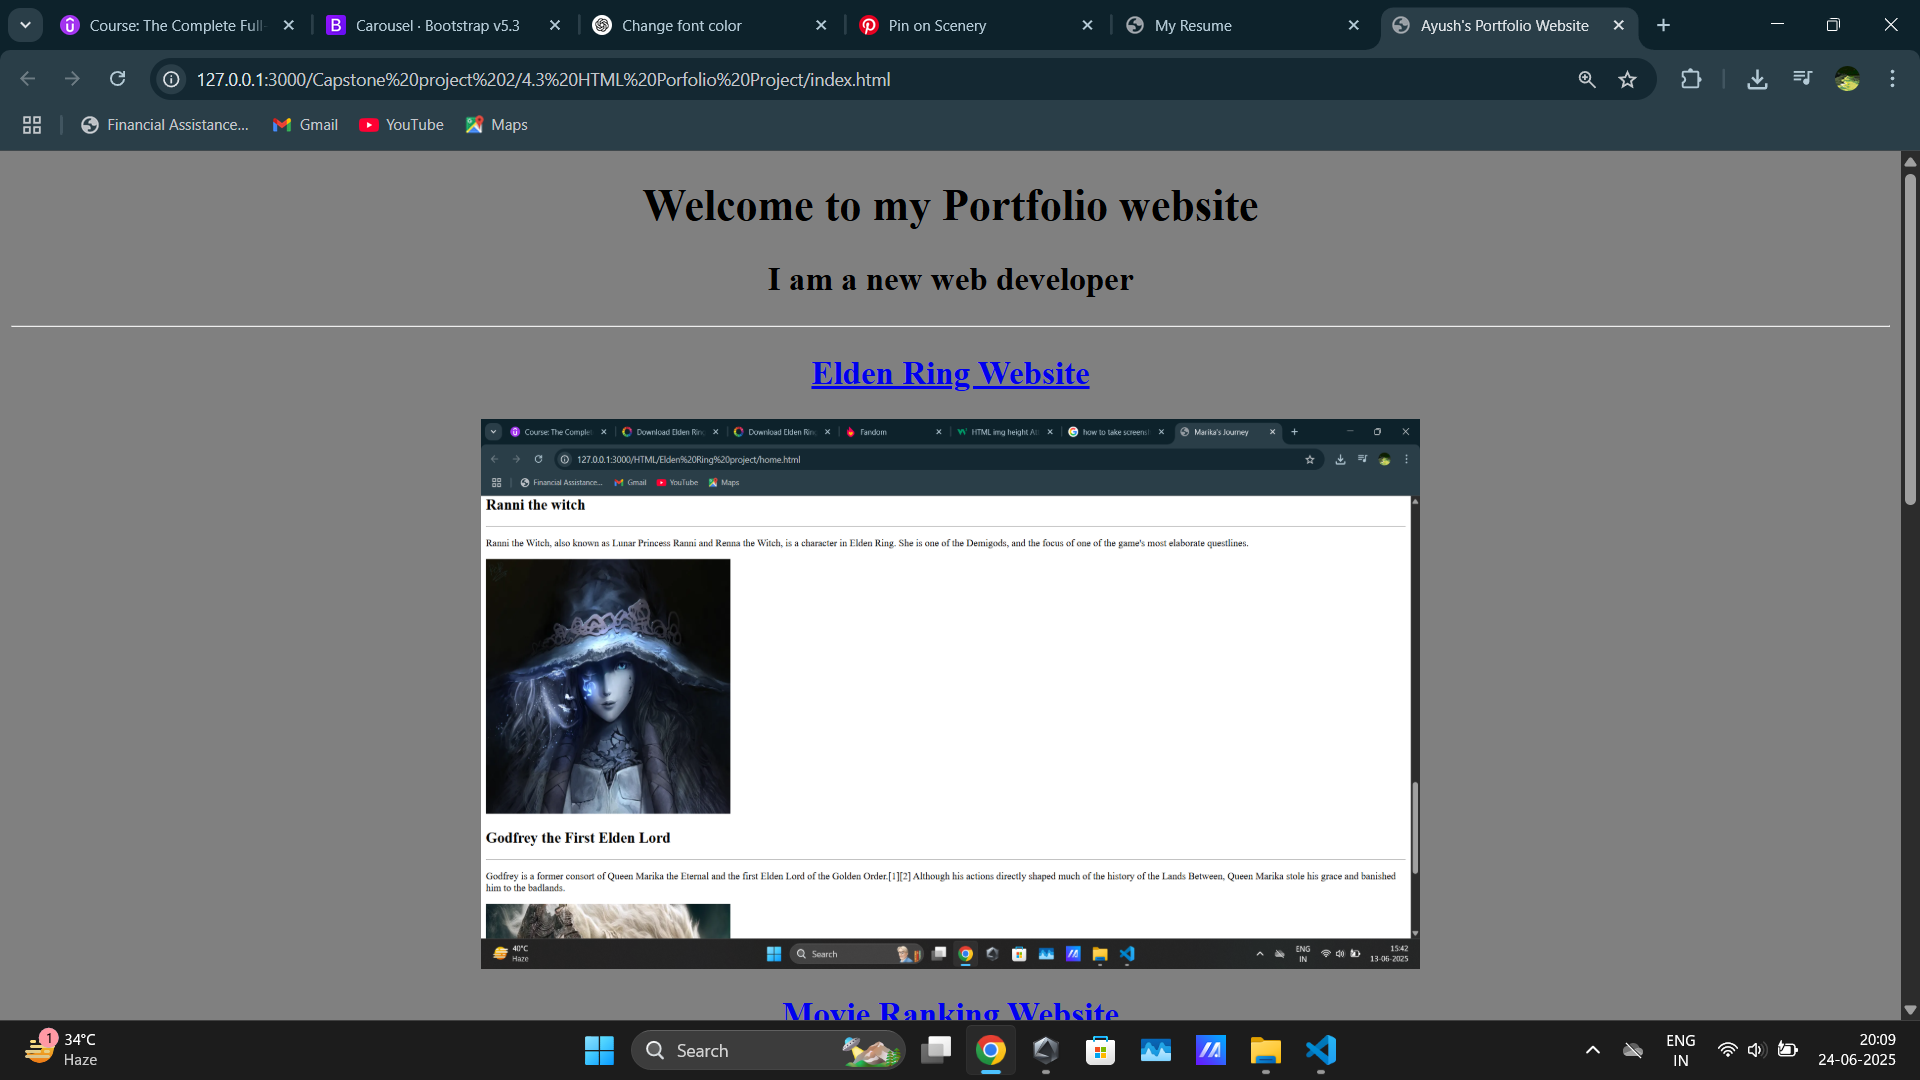 Course: The Complete Full-
Carousel · Bootstrap v5.3
Change font color
Pin on Scenery
My Resume
Ayush's Portfolio Website
127.0.0.1:3000/Capstone%20project%202/4.3%20HTML%20Porfolio%20Project/index.html
Financial Assistance...
Gmail
YouTube
Maps
Welcome to my Portfolio website
I am a new web developer
Elden Ring Website
Course: The Complet
Download Elden Ring
Download Elden Ring
Fandom
HTML img height At
how to take screensh
Marika's Journey
127.0.0.1:3000/HTML/Elden%20Ring%20project/home.html
Financial Assistance...
Gmail
YouTube
Maps
Ranni the witch
Ranni the Witch, also known as Lunar Princess Ranni and Renna the Witch, is a character in Elden Ring. She is one of the Demigods, and the focus of one of the game's most elaborate questlines.
Godfrey the First Elden Lord
Godfrey is a former consort of Queen Marika the Eternal and the first Elden Lord of the Golden Order.[1][2] Although his actions directly shaped much of the history of the Lands Between, Queen Marika stole his grace and banished
him to the badlands.
40°C
Haze
Search
ENG
IN
15:42
13-06-2025
Movie Ranking Website
1
34°C
Haze
Search
ENG
IN
20:09
24-06-2025